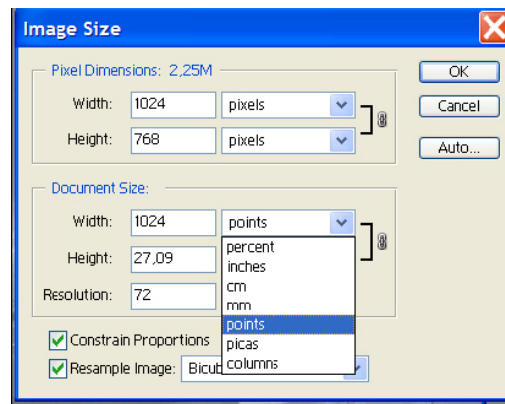 Image Size
Pixel Dimensions: 2,25M
OK
Width: 1024 pixels
Cancel
Height: 768 pixels
Auto...
Document Size:
Width: 1024 points
percent
Height: 27,09
inches
cm
Resolution: 72
mm
points
Constrain Proportions
picas
columns
Resample Image: